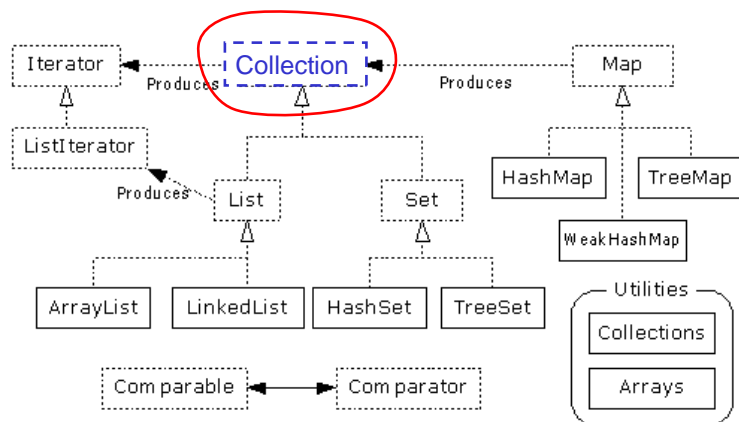 Iterator
Produces
Collection
Produces
Map
ListIterator
Produces
List
Set
HashMap
TreeMap
WeakHashMap
ArrayList
LinkedList
HashSet
TreeSet
Utilities
Collections
Arrays
Comparable
Comparator